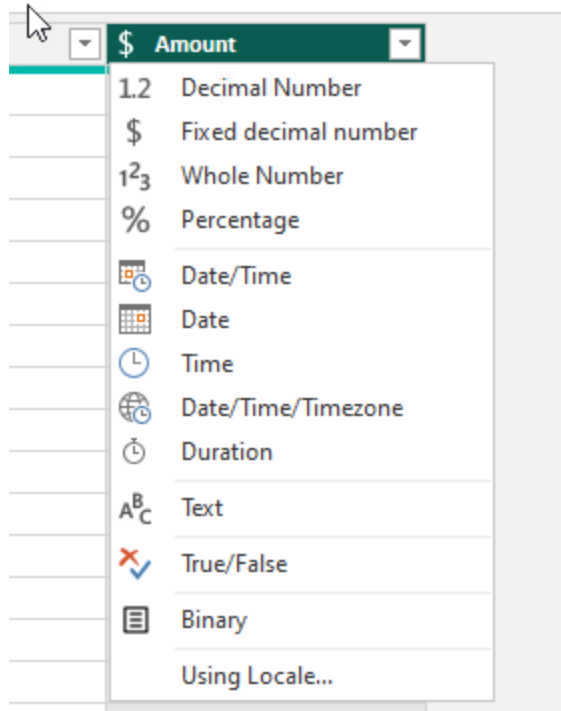 $ Amount
1.2 Decimal Number
$ Fixed decimal number
1²3 Whole Number
% Percentage
Date/Time
Date
Time
Date/Time/Timezone
Duration
ABC Text
True/False
Binary
Using Locale...